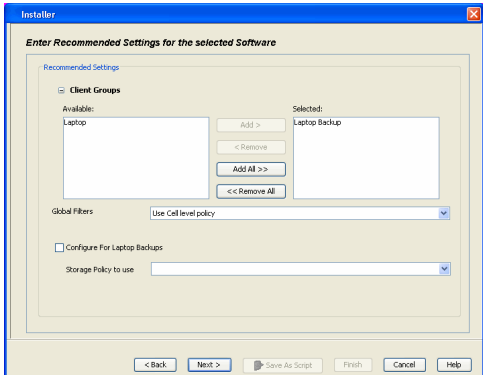 Installer
Enter Recommended Settings for the selected Software
Recommended Settings
Client Groups
Available:
Selected:
Laptop
Laptop Backup
Add >
< Remove
Add All >>
<< Remove All
Global Filters
Use Cell level policy
Configure For Laptop Backups
Storage Policy to use
< Back
Next >
Save As Script
Finish
Cancel
Help